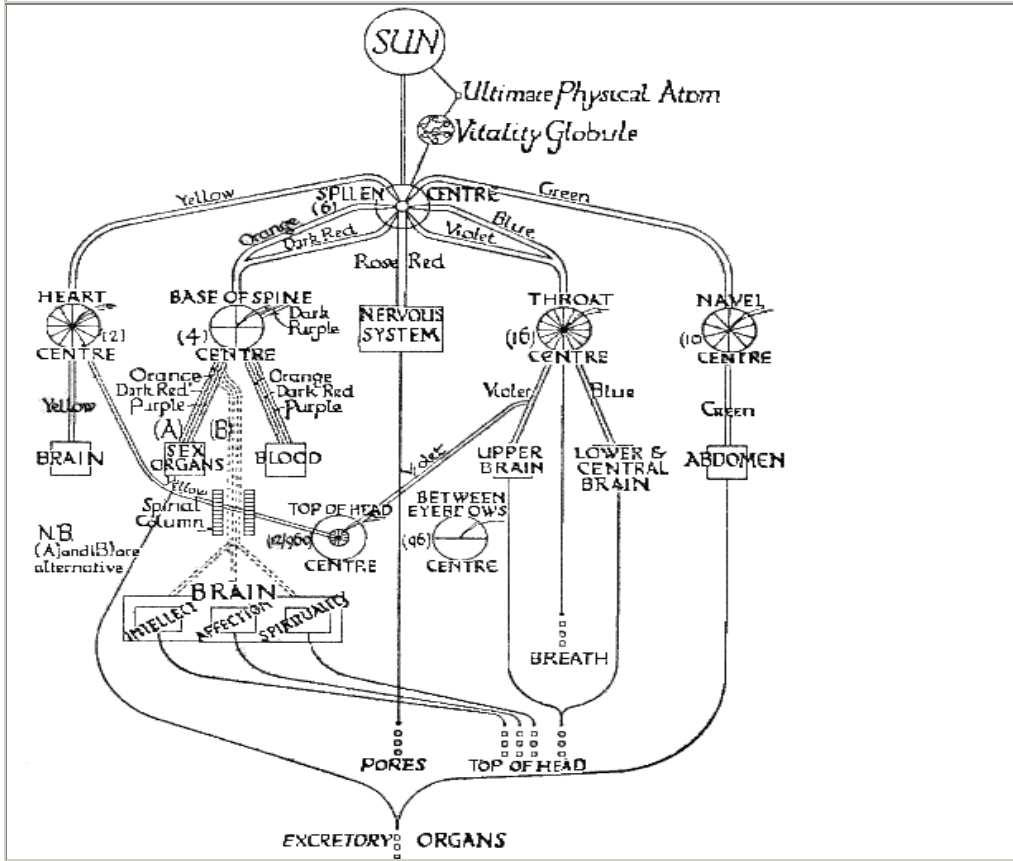 SUN
Ultimate Physical Atom
Vitality Globule
Yellow
SPLEEN CENTRE
Green
(6)
Orange
Dark Red
Violet
Blue
Rose Red
HEART
(12)
CENTRE
BASE OF SPINE
Dark
Purple
(4)
CENTRE
NERVOUS
SYSTEM
THROAT
(16)
CENTRE
NAVEL
(10)
CENTRE
Orange
Dark Red
Purple
Orange
Dark Red
Purple
Violet
Blue
Yellow
(A)
(B)
Green
BRAIN
SEX
ORGANS
BLOOD
UPPER
BRAIN
LOWER &
CENTRAL
BRAIN
ABDOMEN
Violet
Yellow
Spinal
Column
TOP OF HEAD
(12/960)
CENTRE
BETWEEN
EYEBROWS
(96)
CENTRE
N.B.
(A) and (B) are
alternative
BRAIN
INTELLECT
AFFECTION
SPIRITUALITY
BREATH
PORES
TOP OF HEAD
EXCRETORY ORGANS